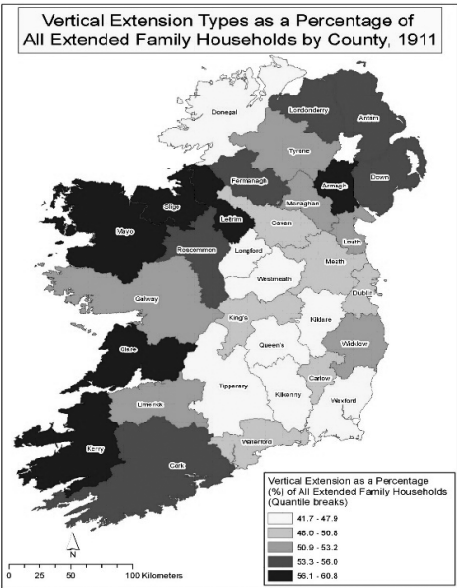 Vertical Extension Types as a Percentage of
All Extended Family Households by County, 1911
Donegal
Lordonderry
Antrim
Tyrone
Fermanagh
Armagh
Down
Monaghan
Sligo
Letrim
Cavan
Mayo
Roscommon
Longford
Louth
Meath
Westmeath
Galway
Dublin
King's
Kildare
Queen's
Wicklow
Clare
Carlow
Tipperary
Kilkenny
Wexford
Limerick
Waterford
Kerry
Cork
Vertical Extension as a Percentage
(%) of All Extended Family Households
(Quantile breaks)
41.7 - 47.9
48.0 - 50.8
50.9 - 53.2
53.3 - 56.0
56.1 - 60.8
N
0 25 50 100 Kilometers